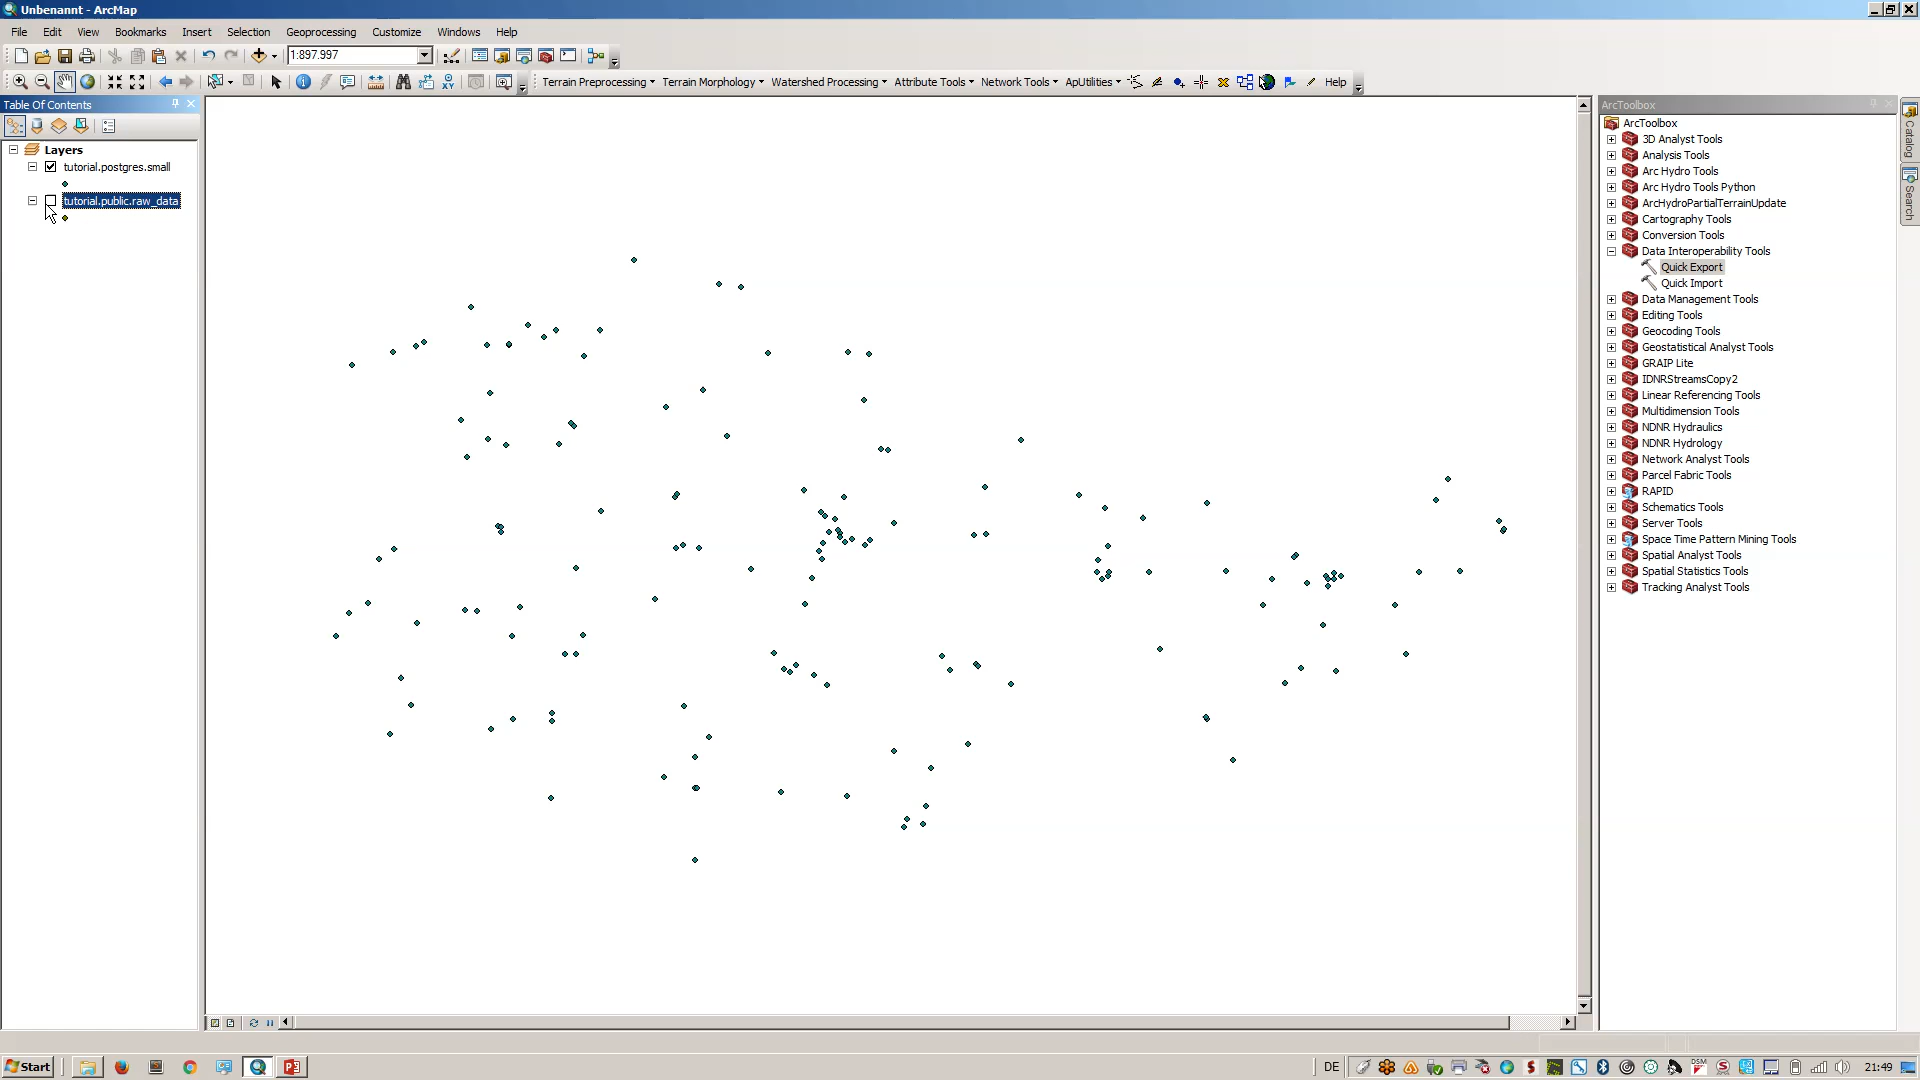 Unbenannt - ArcMap
File Edit View Bookmarks Insert Selection Geoprocessing Customize Windows Help
1:897.997
Terrain Preprocessing Terrain Morphology Watershed Processing Attribute Tools Network Tools ApUtilities Help
Table Of Contents
Layers
tutorial.postgres.small
tutorial.public.raw_data
ArcToolbox
ArcToolbox
3D Analyst Tools
Analysis Tools
Arc Hydro Tools
Arc Hydro Tools Python
ArcHydroPartialTerrainUpdate
Cartography Tools
Conversion Tools
Data Interoperability Tools
Quick Export
Quick Import
Data Management Tools
Editing Tools
Geocoding Tools
Geostatistical Analyst Tools
GRAIP Lite
IDNRStreamsCopy2
Linear Referencing Tools
Multidimension Tools
NDNR Hydraulics
NDNR Hydrology
Network Analyst Tools
Parcel Fabric Tools
RAPID
Schematics Tools
Server Tools
Space Time Pattern Mining Tools
Spatial Analyst Tools
Spatial Statistics Tools
Tracking Analyst Tools
Catalog
Search
Start
DE
DSM
21:49